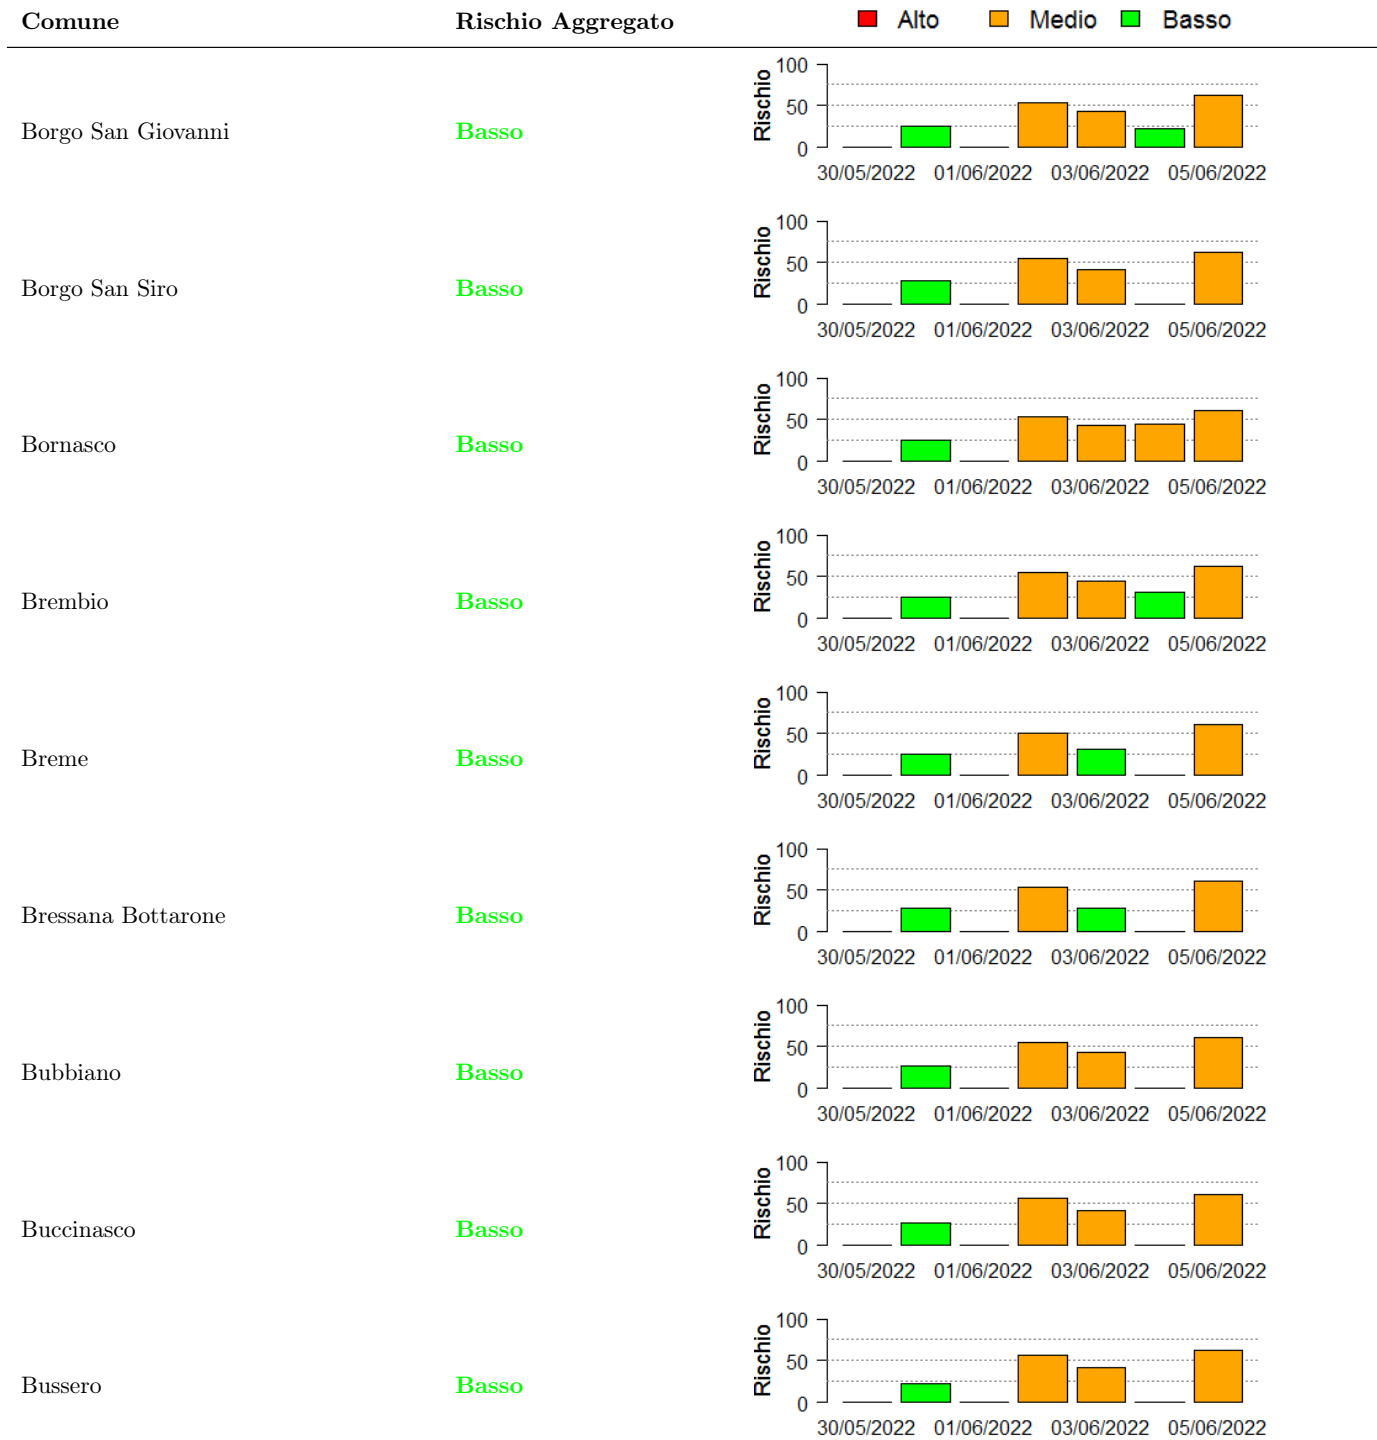 Comune Rischio Aggregato Alto Medio Basso
100
50
0
Rischio
Borgo San Giovanni Basso
30/05/2022 01/06/2022 03/06/2022 05/06/2022
100
50
0
Rischio
Borgo San Siro Basso
30/05/2022 01/06/2022 03/06/2022 05/06/2022
100
50
0
Rischio
Bornasco Basso
30/05/2022 01/06/2022 03/06/2022 05/06/2022
100
50
0
Rischio
Brembio Basso
30/05/2022 01/06/2022 03/06/2022 05/06/2022
100
50
0
Rischio
Breme Basso
30/05/2022 01/06/2022 03/06/2022 05/06/2022
100
50
0
Rischio
Bressana Bottarone Basso
30/05/2022 01/06/2022 03/06/2022 05/06/2022
100
50
0
Rischio
Bubbiano Basso
30/05/2022 01/06/2022 03/06/2022 05/06/2022
100
50
0
Rischio
Buccinasco Basso
30/05/2022 01/06/2022 03/06/2022 05/06/2022
100
50
0
Rischio
Bussero Basso
30/05/2022 01/06/2022 03/06/2022 05/06/2022